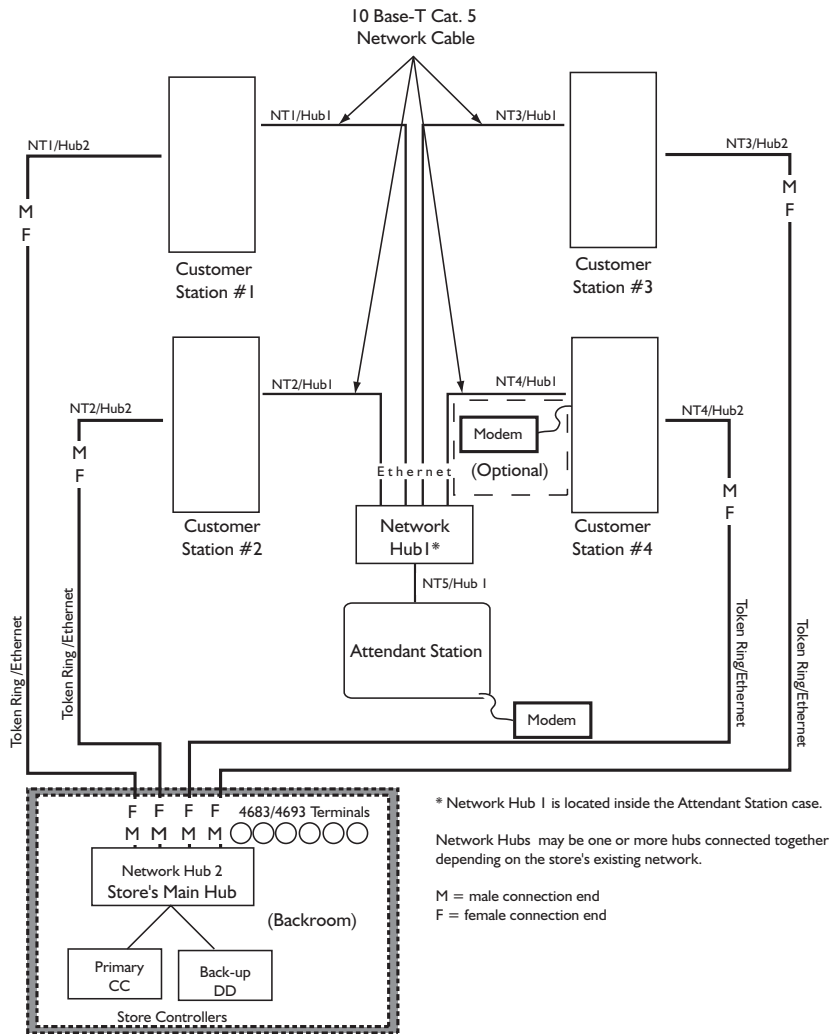 10 Base-T Cat. 5
Network Cable
NT1/Hub1
NT3/Hub1
NT1/Hub2
NT3/Hub2
M
F
M
F
Customer
Station #1
Customer
Station #3
NT2/Hub1
NT4/Hub1
NT2/Hub2
NT4/Hub2
M
F
Modem
(Optional)
M
F
Ethernet
Customer
Station #2
Network
Hub1*
Customer
Station #4
NT5/Hub 1
Attendant Station
Modem
Token Ring /Ethernet
Token Ring /Ethernet
Token Ring/Ethernet
Token Ring/Ethernet
F F F F
M M M M
4683/4693 Terminals
Network Hub 2
Store's Main Hub
(Backroom)
Primary
CC
Back-up
DD
Store Controllers
* Network Hub 1 is located inside the Attendant Station case.
Network Hubs may be one or more hubs connected together
depending on the store's existing network.
M = male connection end
F = female connection end